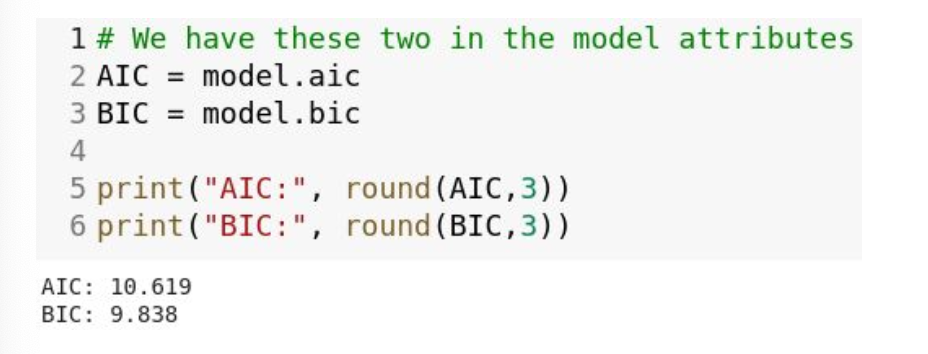 1 # We have these two in the model attributes
2 AIC = model.aic
3 BIC = model.bic
4
5 print("AIC:", round(AIC,3))
6 print("BIC:", round(BIC,3))
AIC: 10.619
BIC: 9.838